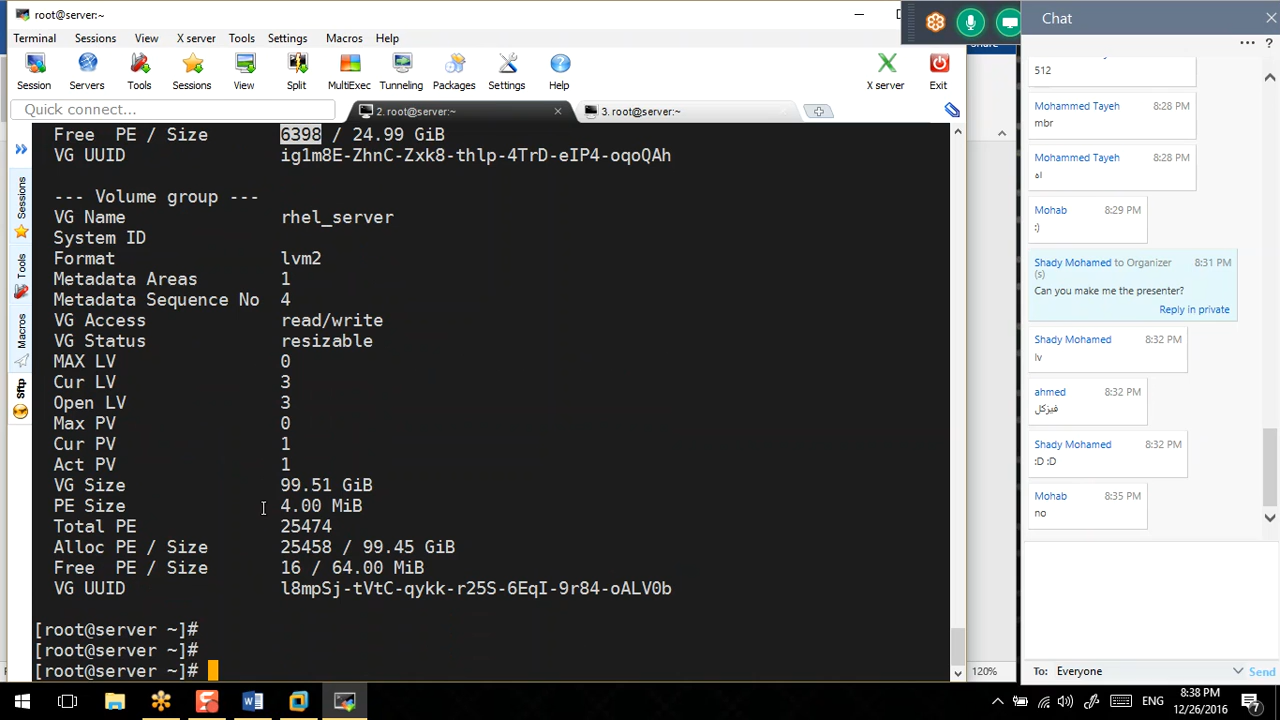 root@server:~
Terminal Sessions View X server Tools Settings Macros Help
Session Servers Tools Sessions View Split MultiExec Tunneling Packages Settings Help X server Exit
Quick connect...
2. root@server:~
3. root@server:~
Sessions
Tools
Macros
Sftp
Free PE / Size 6398 / 24.99 GiB
VG UUID ig1m8E-ZhnC-Zxk8-thlp-4TrD-eIP4-oqoQAh
--- Volume group ---
VG Name rhel_server
System ID
Format lvm2
Metadata Areas 1
Metadata Sequence No 4
VG Access read/write
VG Status resizable
MAX LV 0
Cur LV 3
Open LV 3
Max PV 0
Cur PV 1
Act PV 1
VG Size 99.51 GiB
PE Size 4.00 MiB
Total PE 25474
Alloc PE / Size 25458 / 99.45 GiB
Free PE / Size 16 / 64.00 MiB
VG UUID l8mpSj-tVtC-qykk-r25S-6EqI-9r84-oALV0b
[root@server ~]#
[root@server ~]#
[root@server ~]#
Share
120%
Chat
512
Mohammed Tayeh 8:28 PM
mbr
Mohammed Tayeh 8:28 PM
اه
Mohab 8:29 PM
:)
Shady Mohamed to Organizer 8:31 PM
(s)
Can you make me the presenter?
Reply in private
Shady Mohamed 8:32 PM
lv
ahmed 8:32 PM
فيزكل
Shady Mohamed 8:32 PM
:D :D
Mohab 8:35 PM
no
To: Everyone Send
ENG
8:38 PM
12/26/2016
7